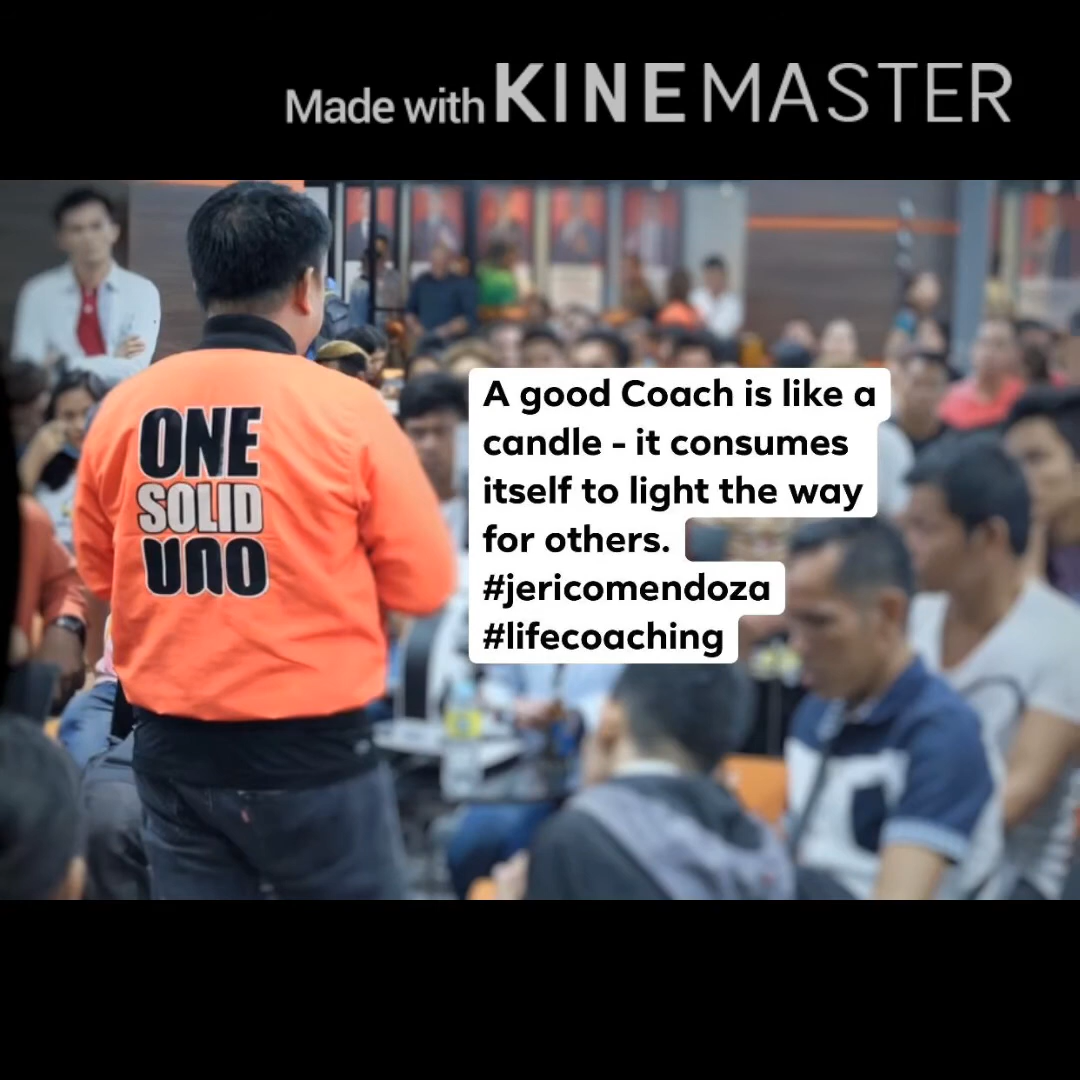 Made with KINEMASTER
ONE
SOLID
UNO
A good Coach is like a
candle - it consumes
itself to light the way
for others.
#jericomendoza
#lifecoaching